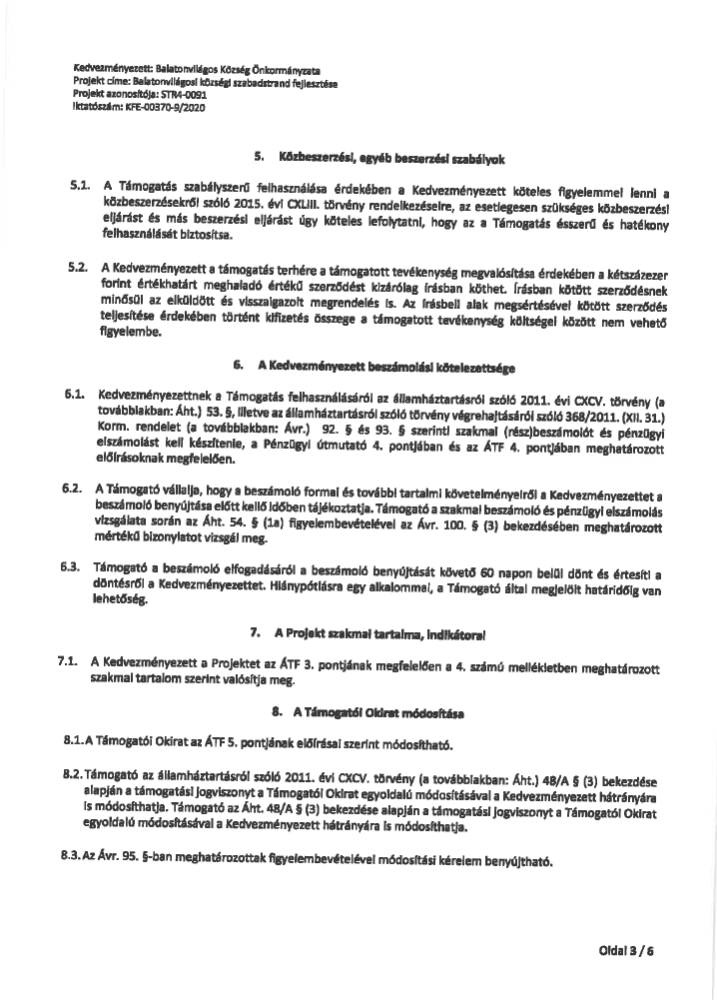 Kedvezményezett: Balatonvilágos Község Önkormányzata
Projekt címe: Balatonvilágosi községi szabadstrand fejlesztése
Projekt azonosítója: STR4-0091
Iktatószám: KFE-00370-9/2020
5. Közbeszerzési, egyéb beszerzési szabályok
5.1. A Támogatás szabályszerű felhasználása érdekében a Kedvezményezett köteles figyelemmel lenni a
közbeszerzésekről szóló 2015. évi CXLIII. törvény rendelkezéseire, az esetlegesen szükséges közbeszerzési
eljárást és más beszerzési eljárást úgy köteles lefolytatni, hogy az a Támogatás ésszerű és hatékony
felhasználását biztosítsa.
5.2. A Kedvezményezett a támogatás terhére a támogatott tevékenység megvalósítása érdekében a kétszázezer
forint értékhatárt meghaladó értékű szerződést kizárólag írásban köthet. Írásban kötött szerződésnek
minősül az elküldött és visszaigazolt megrendelés is. Az írásbeli alak megsértésével kötött szerződés
teljesítése érdekében történt kifizetés összege a támogatott tevékenység költségei között nem vehető
figyelembe.
6. A Kedvezményezett beszámolási kötelezettsége
6.1. Kedvezményezettnek a Támogatás felhasználásáról az államháztartásról szóló 2011. évi CXCV. törvény (a
továbbiakban: Áht.) 53. §, illetve az államháztartásról szóló törvény végrehajtásáról szóló 368/2011. (XII. 31.)
Korm. rendelet (a továbbiakban: Ávr.) 92. § és 93. § szerinti szakmai (rész)beszámolót és pénzügyi
elszámolást kell készítenie, a Pénzügyi útmutató 4. pontjában és az ÁTF 4. pontjában meghatározott
előírásoknak megfelelően.
6.2. A Támogató vállalja, hogy a beszámoló formai és további tartalmi követelményeiről a Kedvezményezettet a
beszámoló benyújtása előtt kellő időben tájékoztatja. Támogató a szakmai beszámoló és pénzügyi elszámolás
vizsgálata során az Áht. 54. § (1a) figyelembevételével az Ávr. 100. § (3) bekezdésében meghatározott
mértékű bizonylatot vizsgál meg.
6.3. Támogató a beszámoló elfogadásáról a beszámoló benyújtását követő 60 napon belül dönt és értesíti a
döntésről a Kedvezményezettet. Hiánypótlásra egy alkalommal, a Támogató által megjelölt határidőig van
lehetőség.
7. A Projekt szakmai tartalma, indikátorai
7.1. A Kedvezményezett a Projektet az ÁTF 3. pontjának megfelelően a 4. számú mellékletben meghatározott
szakmai tartalom szerint valósítja meg.
8. A Támogatói Okirat módosítása
8.1.A Támogatói Okirat az ÁTF 5. pontjának előírásai szerint módosítható.
8.2.Támogató az államháztartásról szóló 2011. évi CXCV. törvény (a továbbiakban: Áht.) 48/A § (3) bekezdése
alapján a támogatási jogviszonyt a Támogatói Okirat egyoldalú módosításával a Kedvezményezett hátrányára
is módosíthatja. Támogató az Áht. 48/A § (3) bekezdése alapján a támogatási jogviszonyt a Támogatói Okirat
egyoldalú módosításával a Kedvezményezett hátrányára is módosíthatja.
8.3.Az Ávr. 95. §-ban meghatározottak figyelembevételével módosítási kérelem benyújtható.
Oldal 3 / 6